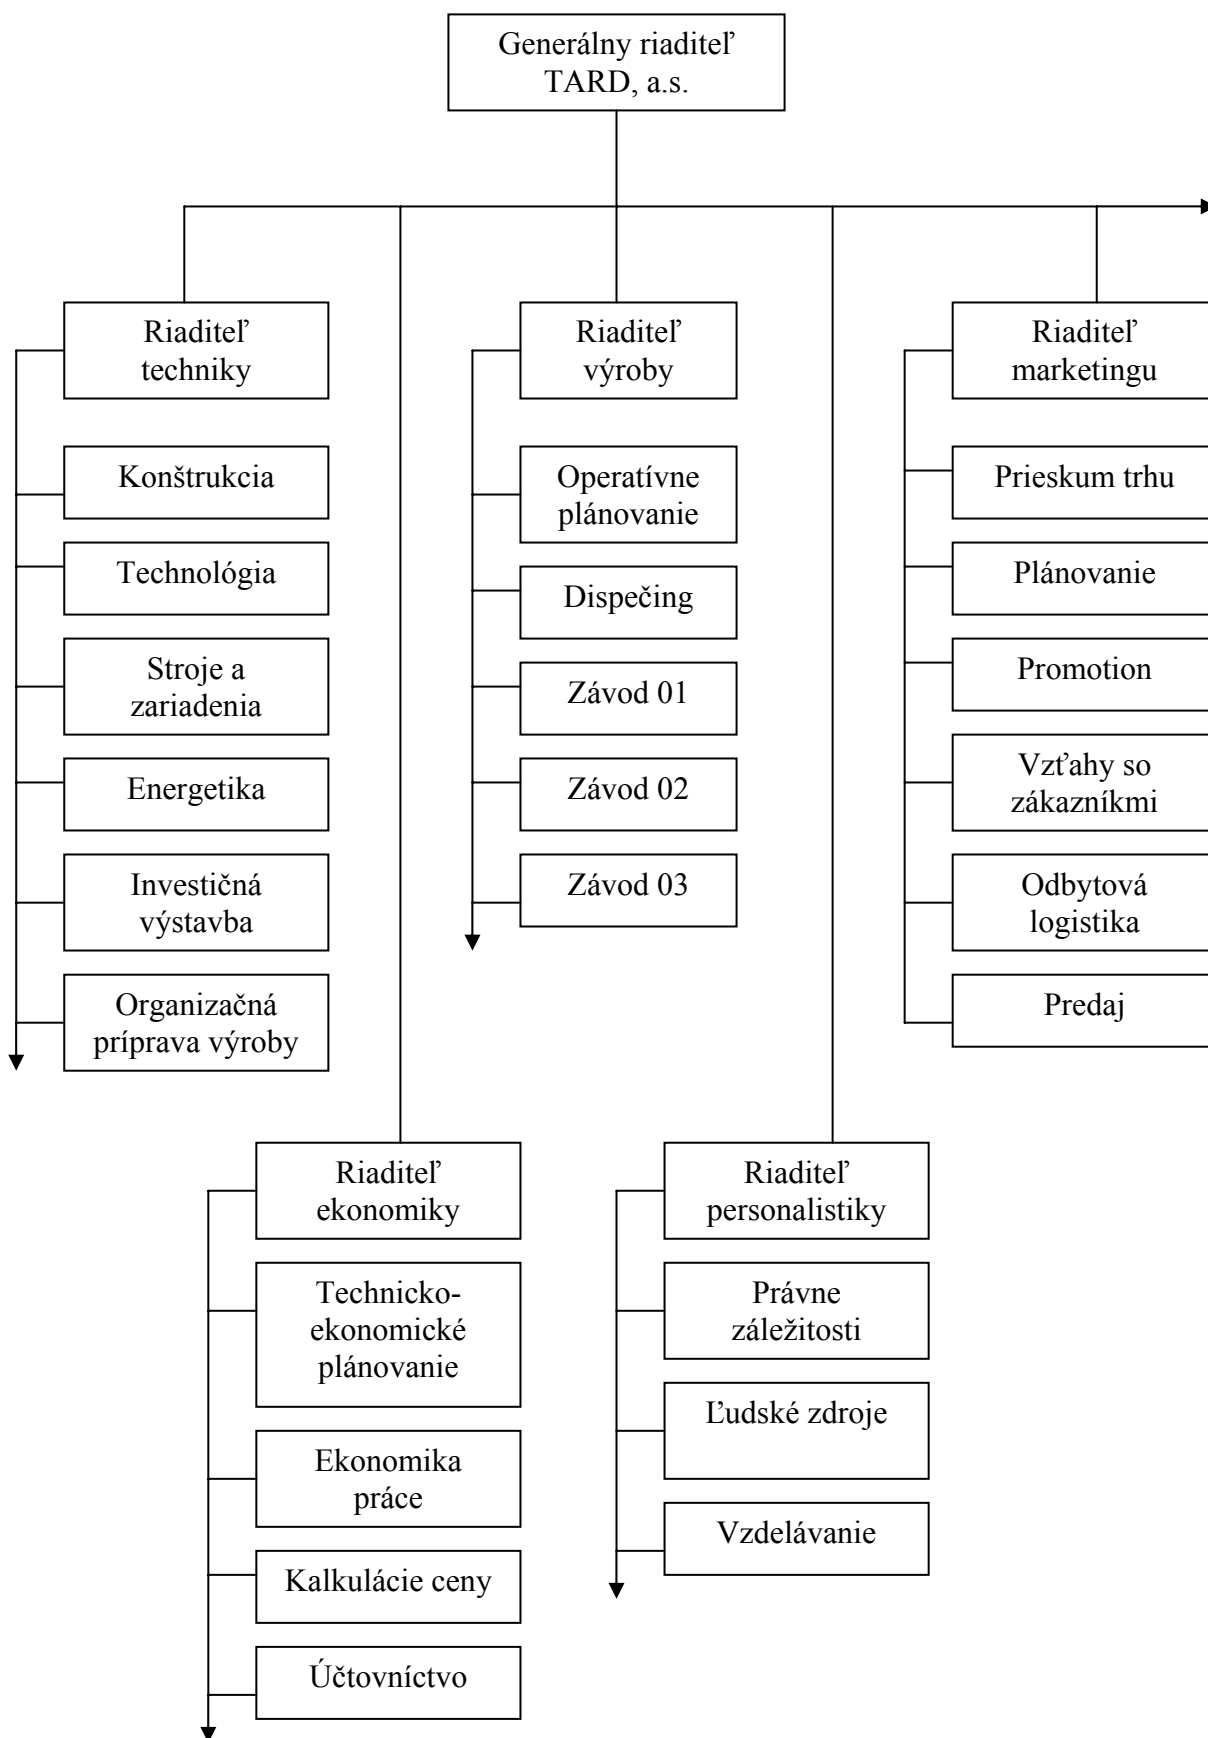 Generálny riaditeľ
TARD, a.s.
Riaditeľ
techniky
Konštrukcia
Technológia
Stroje a
zariadenia
Energetika
Investičná
výstavba
Organizačná
príprava výroby
Riaditeľ
výroby
Operatívne
plánovanie
Dispečing
Závod 01
Závod 02
Závod 03
Riaditeľ
marketingu
Prieskum trhu
Plánovanie
Promotion
Vzťahy so
zákazníkmi
Odbytová
logistika
Predaj
Riaditeľ
ekonomiky
Technicko-
ekonomické
plánovanie
Ekonomika
práce
Kalkulácie ceny
Účtovníctvo
Riaditeľ
personalistiky
Právne
záležitosti
Ľudské zdroje
Vzdelávanie